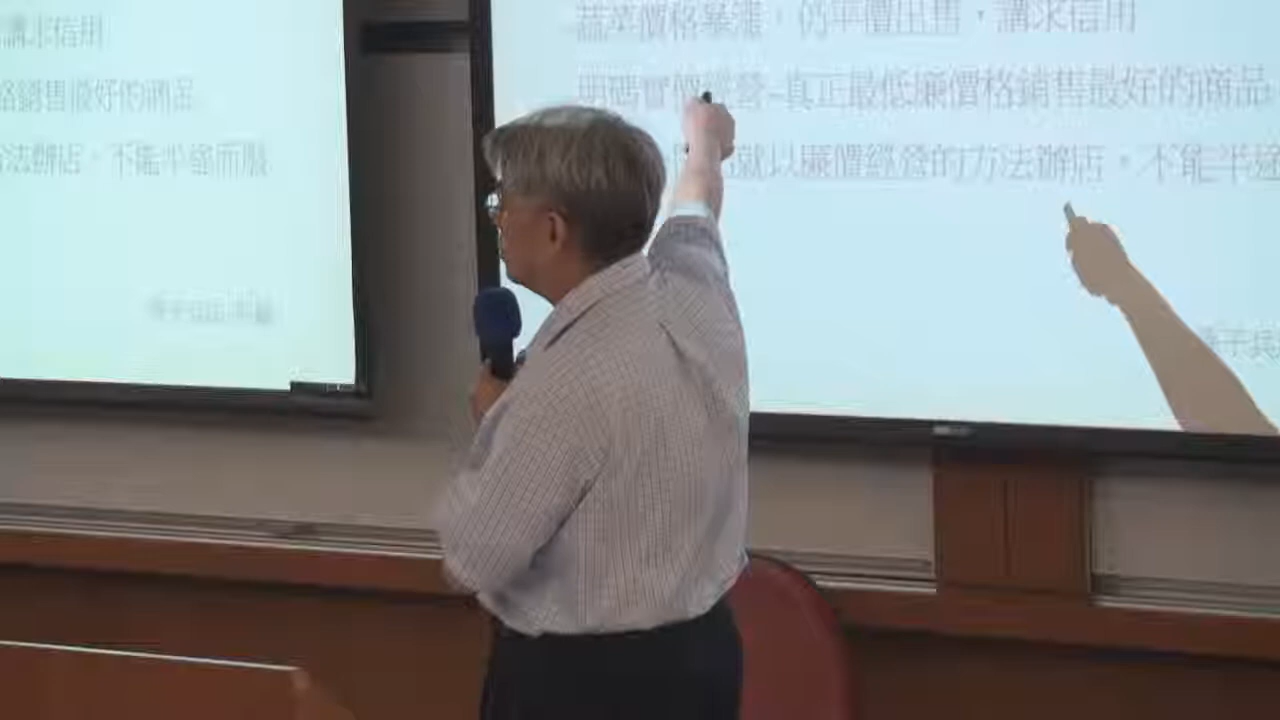 講求信用
格銷售最好的商品
方法辦店，不能半途而廢
蔬菜價格暴漲，仍平價出售，講求信用
明碼實價經營-真正最低廉價格銷售最好的商品
就以廉價經營的方法辦店，不能半途